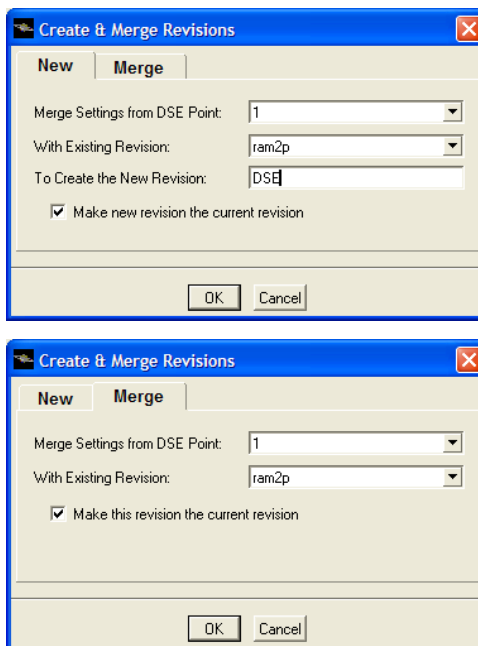 Create & Merge Revisions
New Merge
Merge Settings from DSE Point: 1
With Existing Revision: ram2p
To Create the New Revision: DSE
Make new revision the current revision
OK Cancel
Create & Merge Revisions
New Merge
Merge Settings from DSE Point: 1
With Existing Revision: ram2p
Make this revision the current revision
OK Cancel